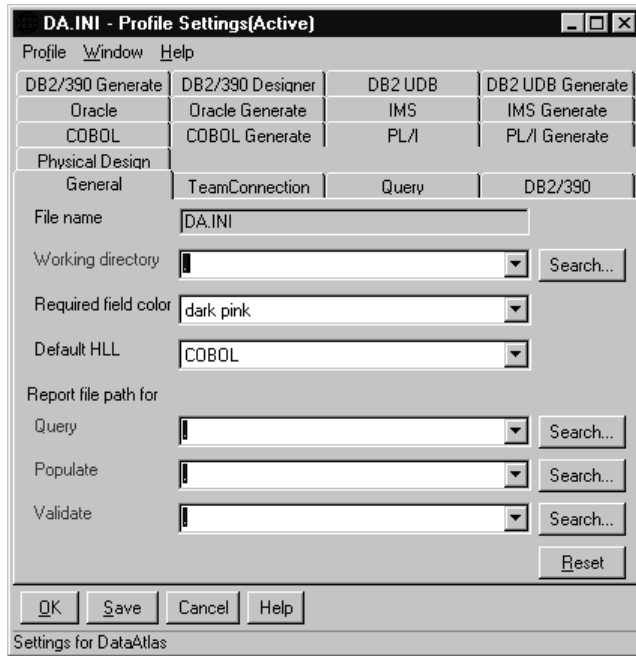 DA.INI - Profile Settings(Active)
Profile Window Help
DB2/390 Generate DB2/390 Designer DB2 UDB DB2 UDB Generate
Oracle Oracle Generate IMS IMS Generate
COBOL COBOL Generate PL/I PL/I Generate
Physical Design
General TeamConnection Query DB2/390
File name DA.INI
Working directory . Search...
Required field color dark pink
Default HLL COBOL
Report file path for
Query . Search...
Populate . Search...
Validate . Search...
Reset
OK Save Cancel Help
Settings for DataAtlas